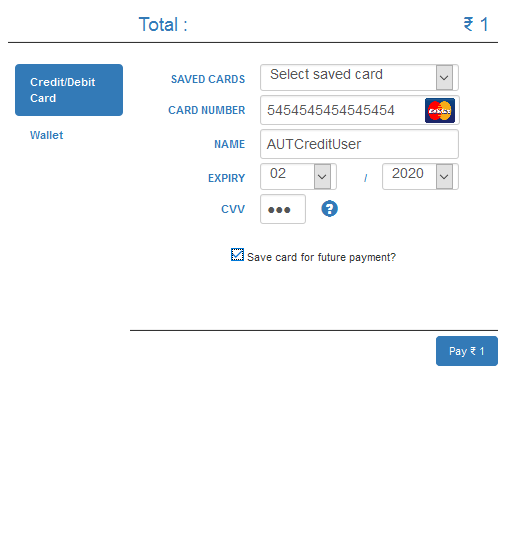 Total : ₹ 1
Credit/Debit
Card
Wallet
SAVED CARDS Select saved card
CARD NUMBER 5454545454545454
NAME AUTCreditUser
EXPIRY 02 / 2020
CVV ●●● ?
Save card for future payment?
Pay ₹ 1